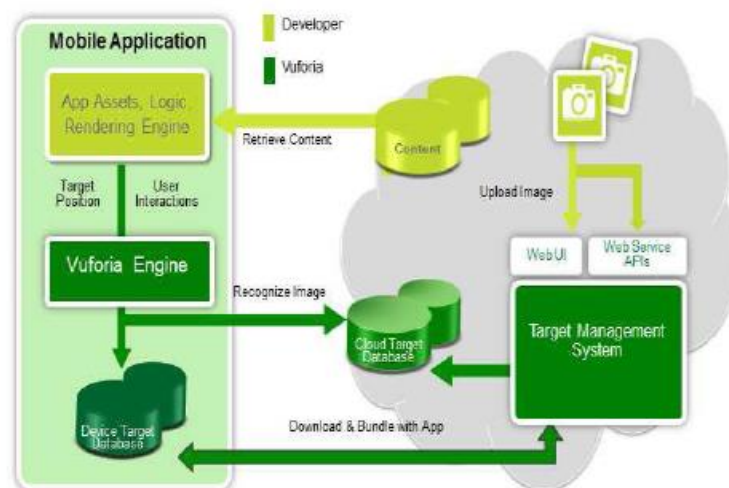 Mobile Application
Developer
Vuforia
App Assets, Logic,
Rendering Engine
Retrieve Content
Content
Target
Position
User
Interactions
Upload Image
Vuforia Engine
Web UI
Web Service
APIs
Recognize Image
Cloud Target
Database
Target Management
System
Device Target
Database
Download & Bundle with App